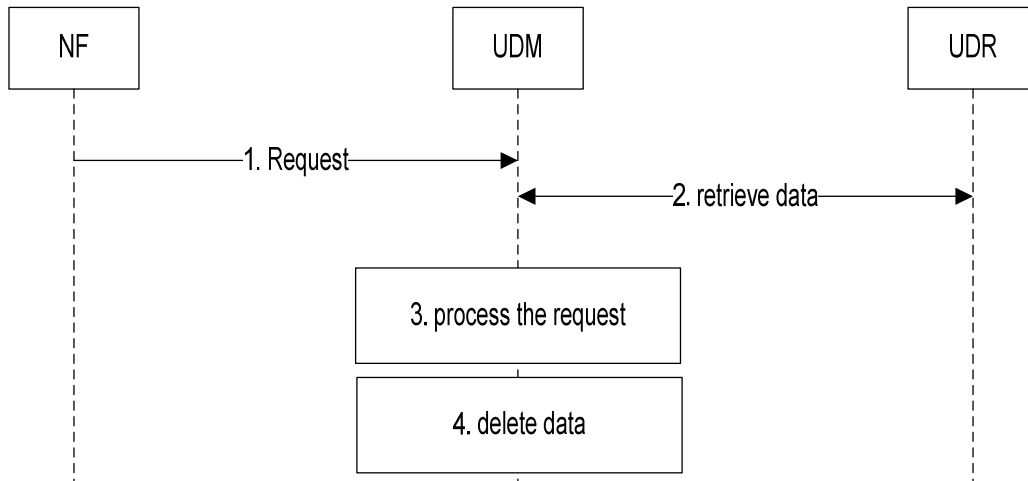 NF
UDM
UDR
1. Request
2. retrieve data
3. process the request
4. delete data